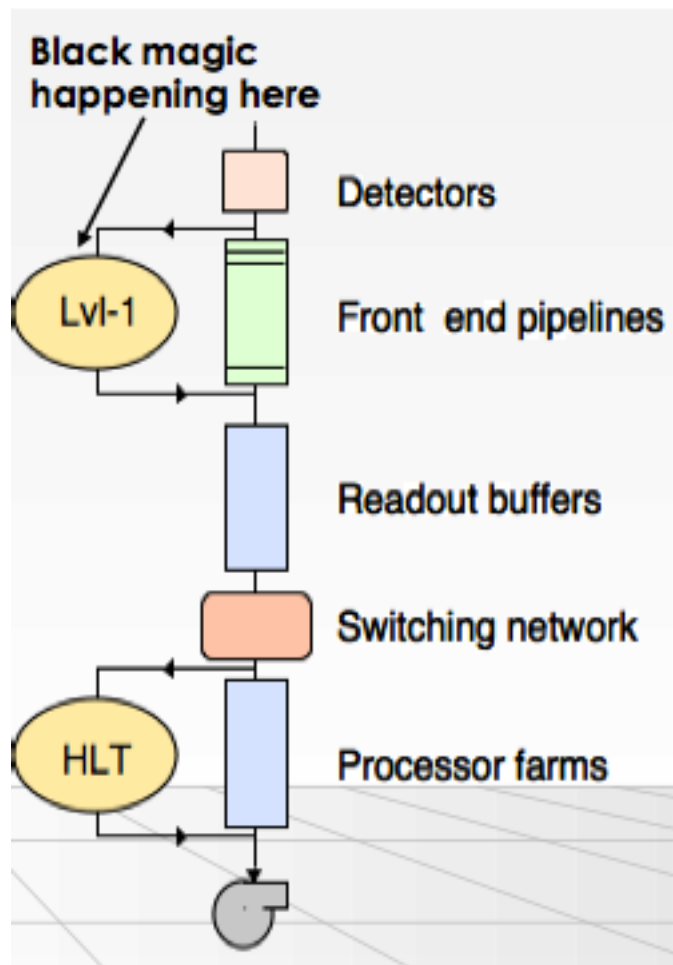 Black magic
happening here
Detectors
Lvl-1
Front end pipelines
Readout buffers
Switching network
HLT
Processor farms